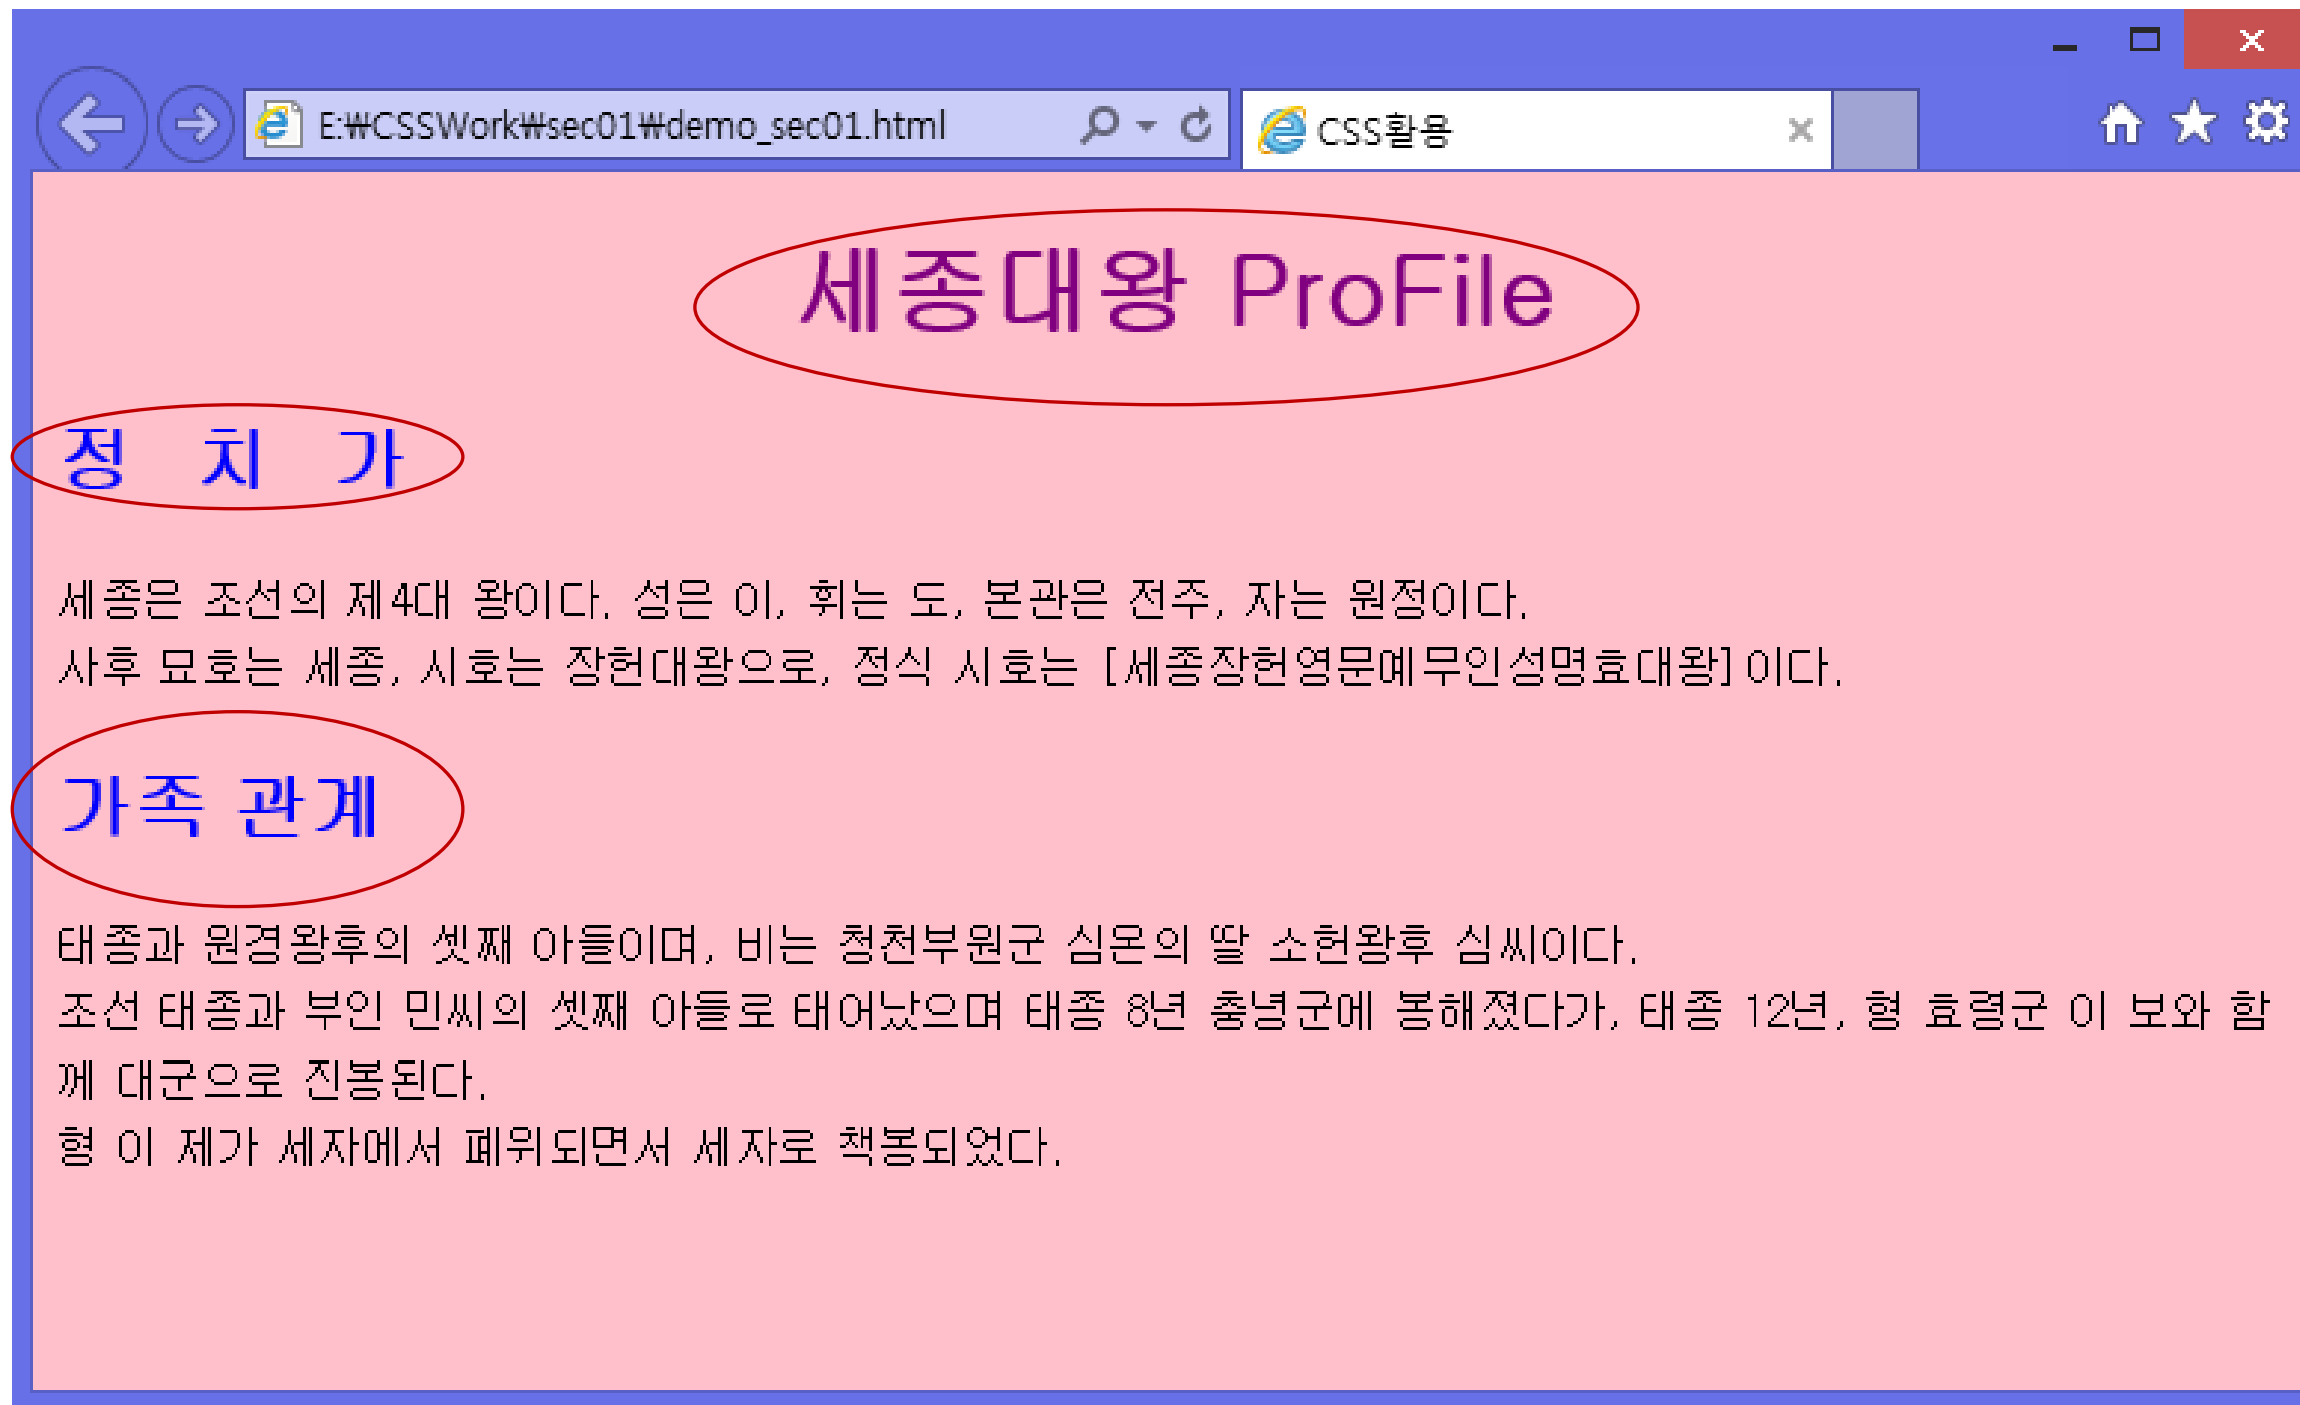 E:₩CSSWork₩sec01₩demo_sec01.html
CSS활용
세종대왕 ProFile
정 치 가
세종은 조선의 제4대 왕이다. 성은 이, 휘는 도, 본관은 전주, 자는 원정이다.
사후 묘호는 세종, 시호는 장헌대왕으로, 정식 시호는 [세종장헌영문예무인성명효대왕]이다.
가족 관계
태종과 원경왕후의 셋째 아들이며, 비는 청천부원군 심온의 딸 소헌왕후 심씨이다.
조선 태종과 부인 민씨의 셋째 아들로 태어났으며 태종 8년 충녕군에 봉해졌다가, 태종 12년, 형 효령군 이 보와 함
께 대군으로 진봉된다.
형 이 제가 세자에서 폐위되면서 세자로 책봉되었다.